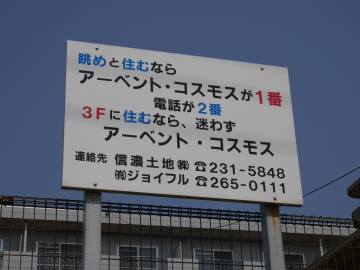 眺めと住むなら
アーベント・コスモスが1番
電話が2番
3Fに住むなら、迷わず
アーベント・コスモス
連絡先 信濃土地㈱ ☎231-5848
㈲ジョイフル ☎265-0111